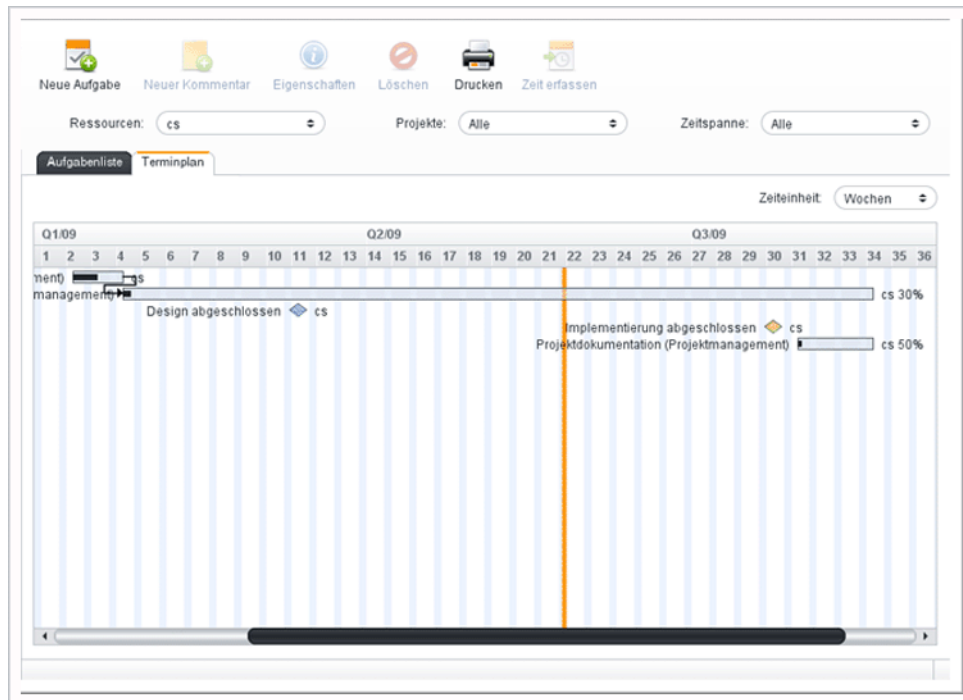 Neue Aufgabe Neuer Kommentar Eigenschaften Löschen Drucken Zeit erfassen
Ressourcen: cs Projekte: Alle Zeitspanne: Alle
Aufgabenliste Terminplan
Zeiteinheit: Wochen
Q1/09 Q2/09 Q3/09
1 2 3 4 5 6 7 8 9 10 11 12 13 14 15 16 17 18 19 20 21 22 23 24 25 26 27 28 29 30 31 32 33 34 35 36
ment) cs
management) cs 30%
Design abgeschlossen cs
Implementierung abgeschlossen cs
Projektdokumentation (Projektmanagement) cs 50%